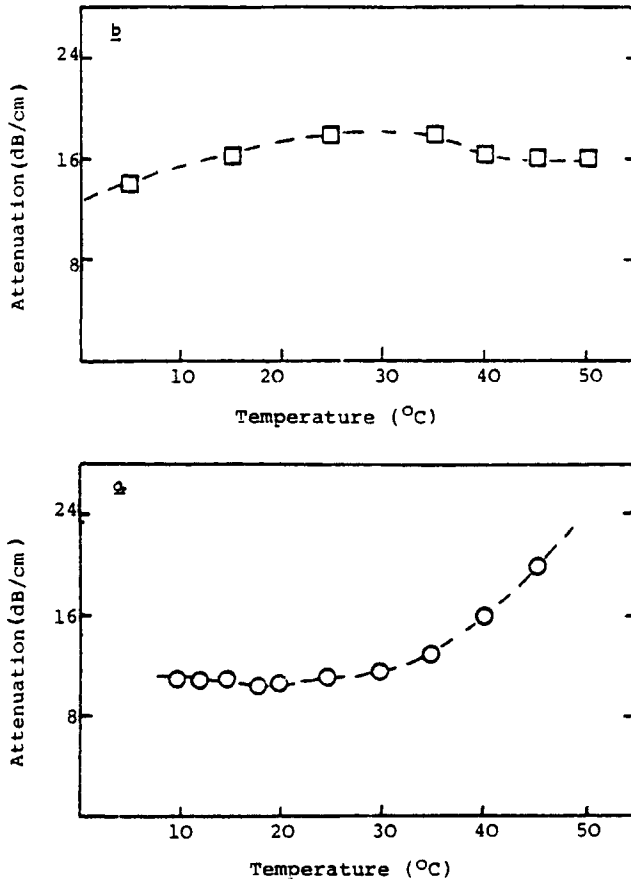 b
24
16
8
Attenuation(dB/cm)
10 20 30 40 50
Temperature (°C)
a
24
16
8
Attenuation(dB/cm)
10 20 30 40 50
Temperature (°C)